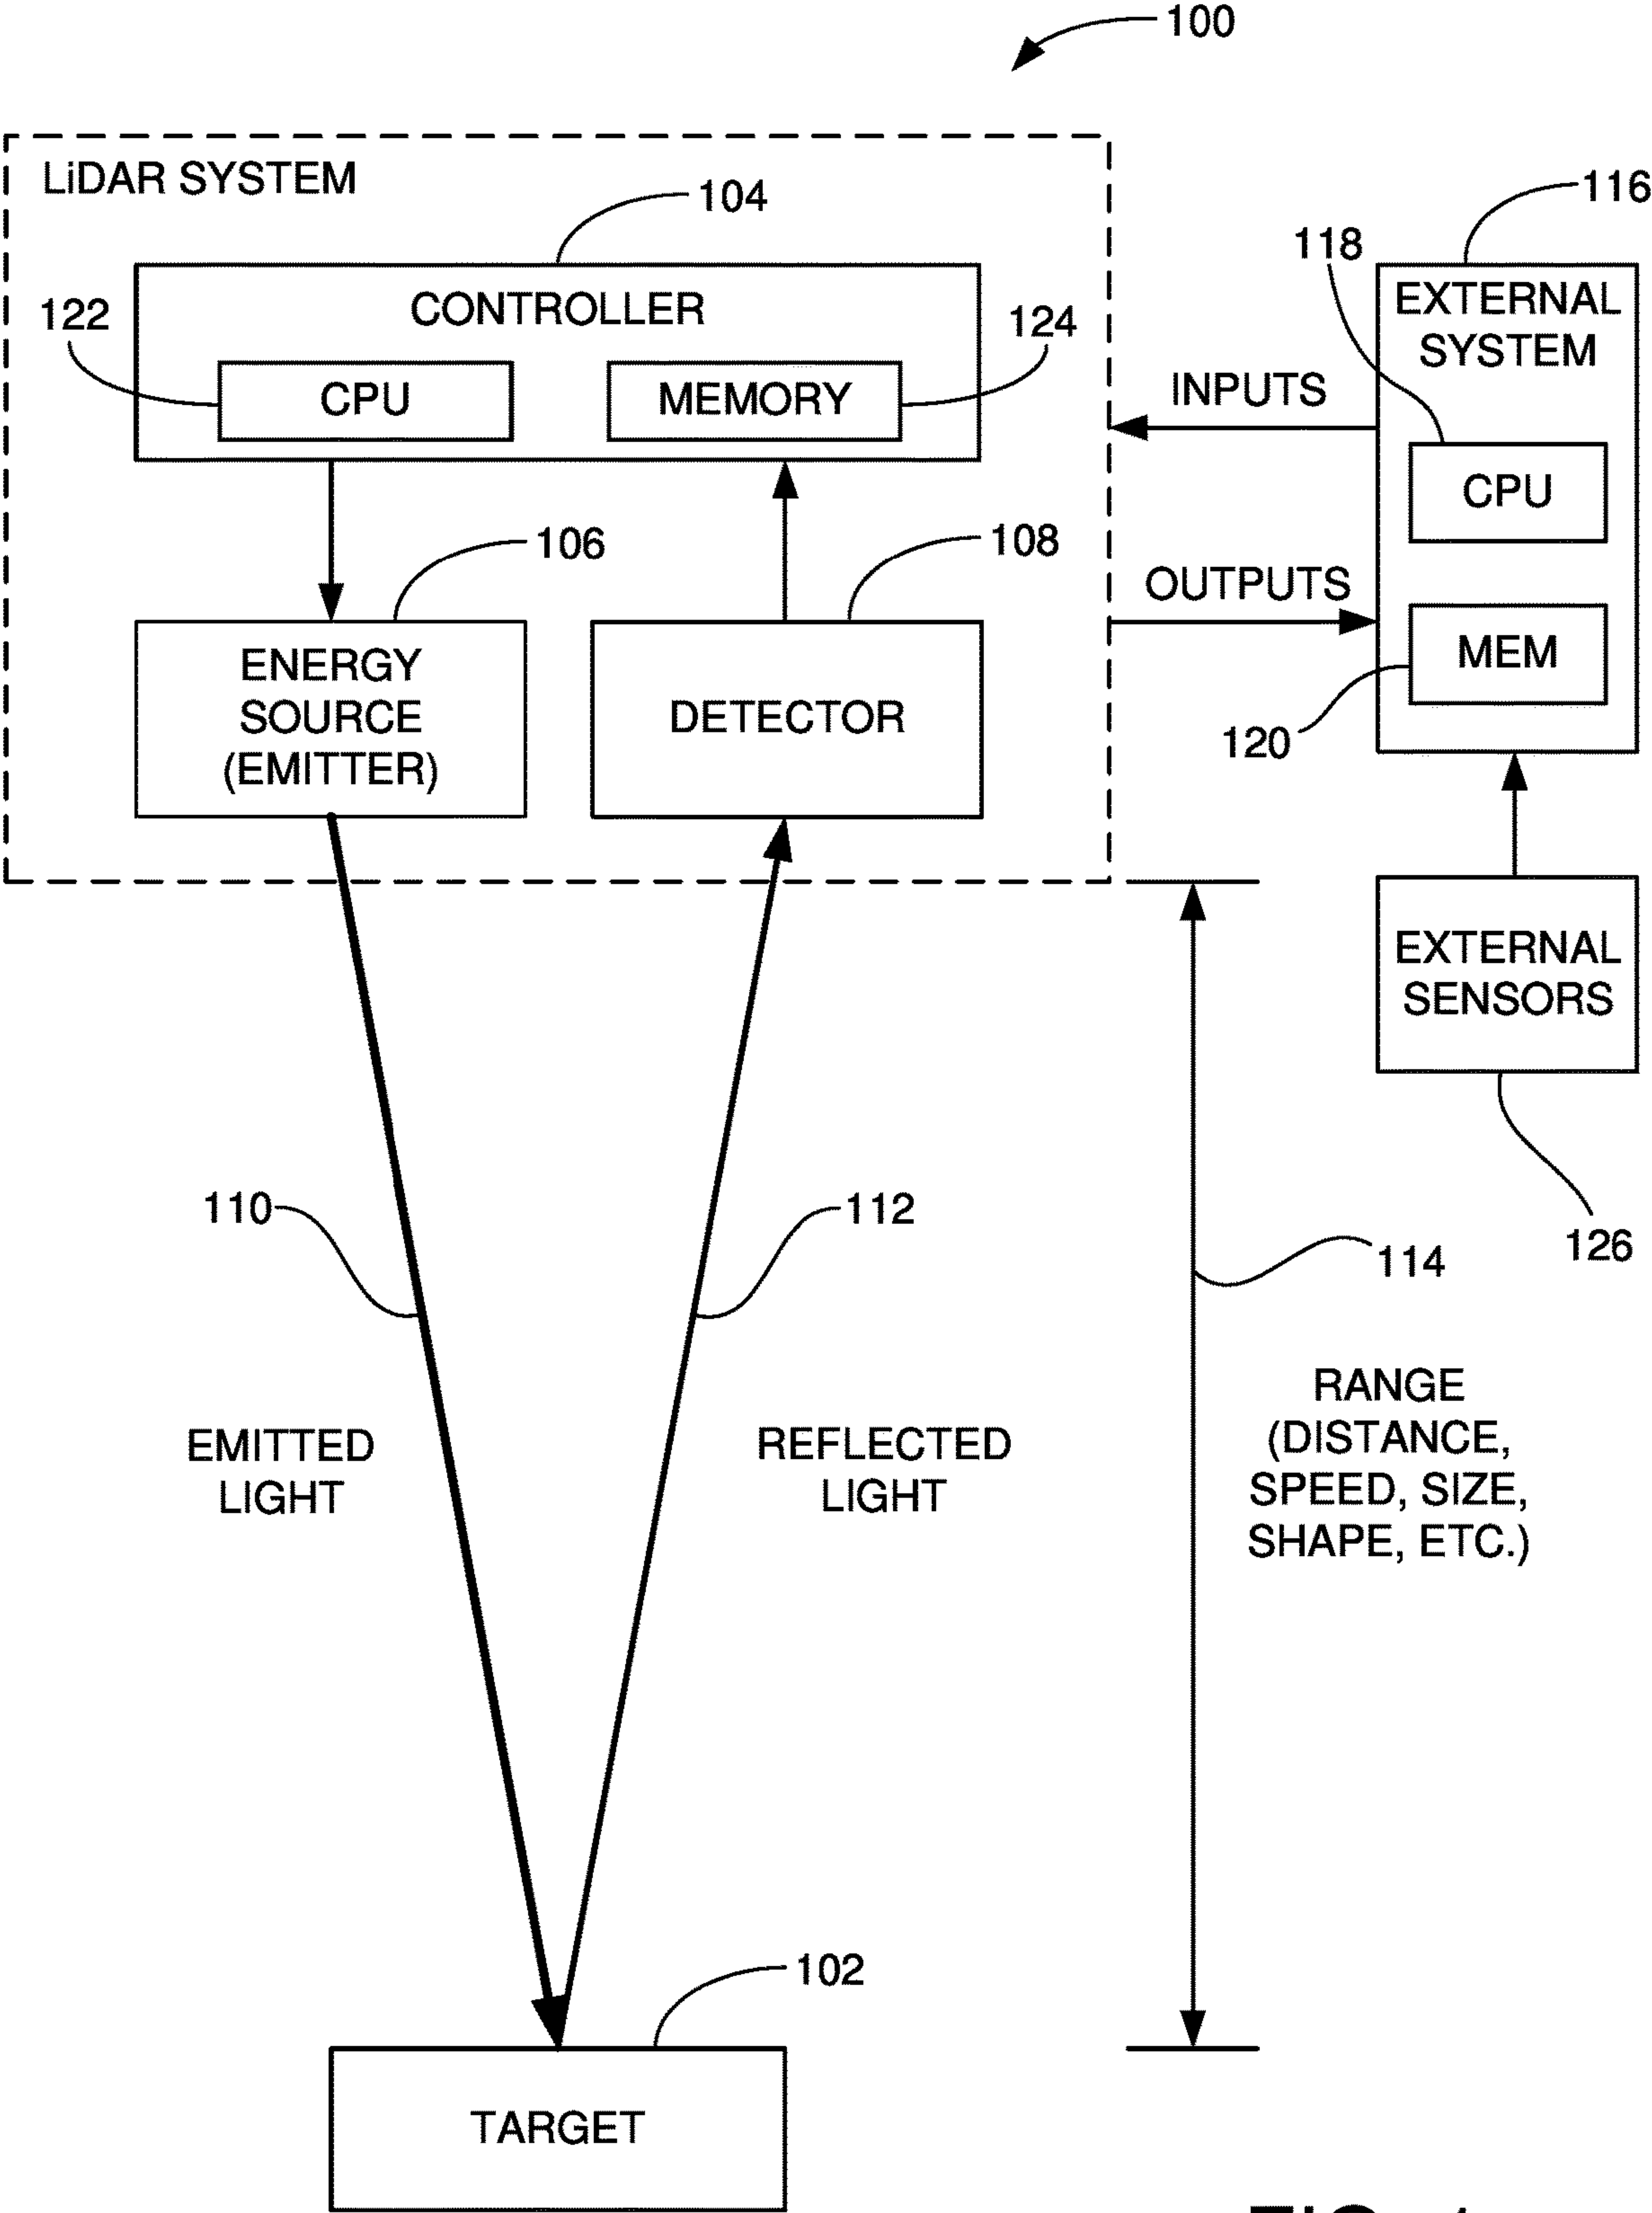 100
LiDAR SYSTEM
104
116
118
CONTROLLER
122
124
CPU
MEMORY
EXTERNAL
SYSTEM
INPUTS
CPU
106
108
OUTPUTS
MEM
120
ENERGY
SOURCE
(EMITTER)
DETECTOR
EXTERNAL
SENSORS
126
110
112
114
EMITTED
LIGHT
REFLECTED
LIGHT
RANGE
(DISTANCE,
SPEED, SIZE,
SHAPE, ETC.)
102
TARGET